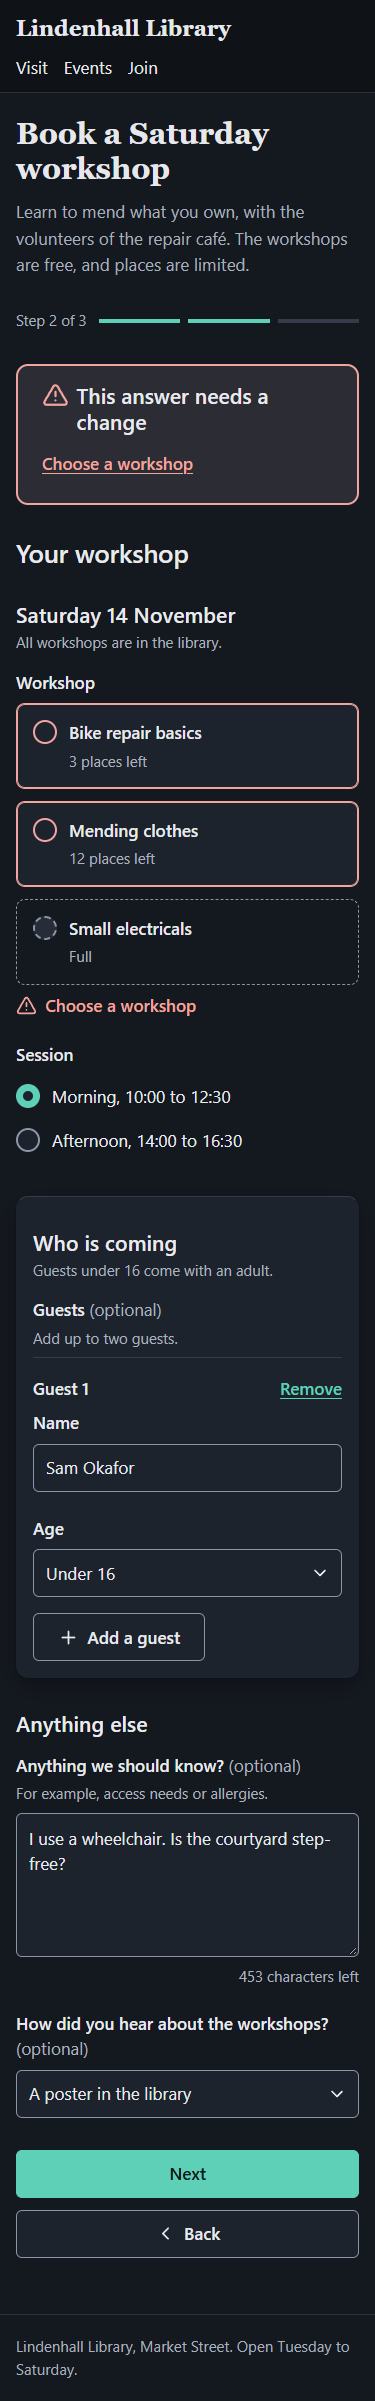 Lindenhall Library
Visit Events Join
Book a Saturday
workshop
Learn to mend what you own, with the
volunteers of the repair café. The workshops
are free, and places are limited.
Step 2 of 3
This answer needs a
change
Choose a workshop
Your workshop
Saturday 14 November
All workshops are in the library.
Workshop
Bike repair basics
3 places left
Mending clothes
12 places left
Small electricals
Full
Choose a workshop
Session
Morning, 10:00 to 12:30
Afternoon, 14:00 to 16:30
Who is coming
Guests under 16 come with an adult.
Guests (optional)
Add up to two guests.
Guest 1 Remove
Name
Sam Okafor
Age
Under 16
Add a guest
Anything else
Anything we should know? (optional)
For example, access needs or allergies.
I use a wheelchair. Is the courtyard step-
free?
453 characters left
How did you hear about the workshops?
(optional)
A poster in the library
Next
Back
Lindenhall Library, Market Street. Open Tuesday to
Saturday.